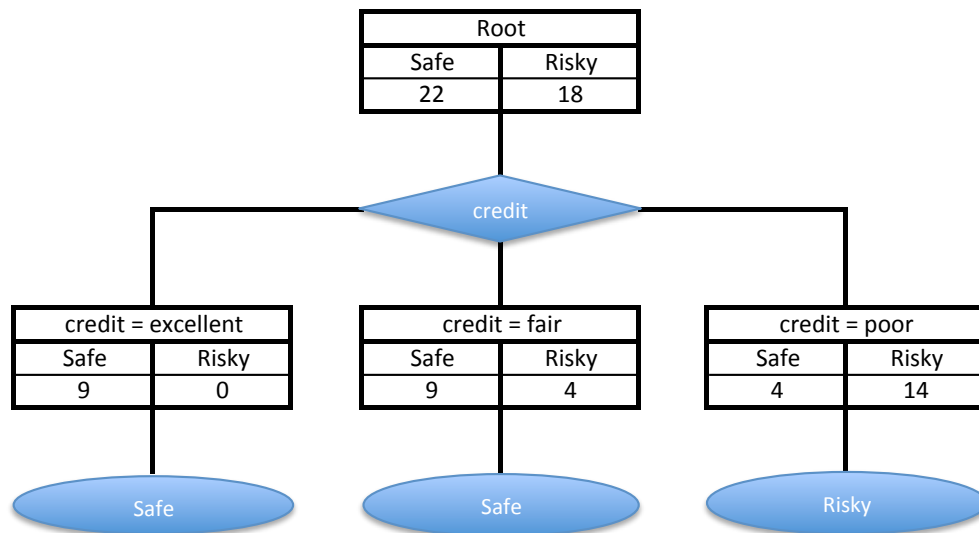 Root
Safe Risky
22 18
credit
credit = excellent credit = fair credit = poor
Safe Risky Safe Risky Safe Risky
9 0 9 4 4 14
Safe Safe Risky